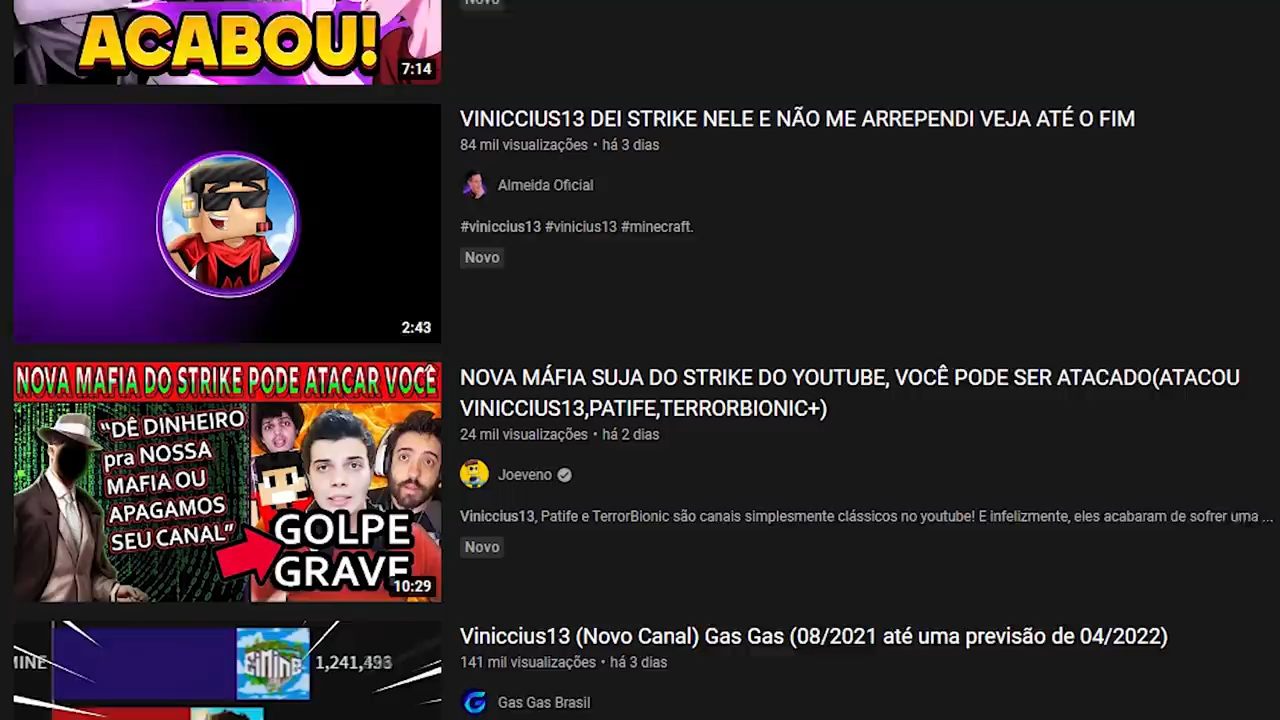 Novo
ACABOU!
7:14
VINICCIUS13 DEI STRIKE NELE E NÃO ME ARREPENDI VEJA ATÉ O FIM
84 mil visualizações • há 3 dias
Almeida Oficial
#viniccius13 #vinicius13 #minecraft.
Novo
2:43
NOVA MAFIA DO STRIKE PODE ATACAR VOCÊ
"DÊ DINHEIRO
pra NOSSA
MAFIA OU
APAGAMOS
SEU CANAL"
GOLPE
GRAVE
10:29
NOVA MÁFIA SUJA DO STRIKE DO YOUTUBE, VOCÊ PODE SER ATACADO(ATACOU
VINICCIUS13,PATIFE,TERRORBIONIC+)
24 mil visualizações • há 2 dias
Joeveno
Viniccius13, Patife e TerrorBionic são canais simplesmente clássicos no youtube! E infelizmente, eles acabaram de sofrer uma ...
Novo
MINE
EiMine
1,241,493
Viniccius13 (Novo Canal) Gas Gas (08/2021 até uma previsão de 04/2022)
141 mil visualizações • há 3 dias
Gas Gas Brasil